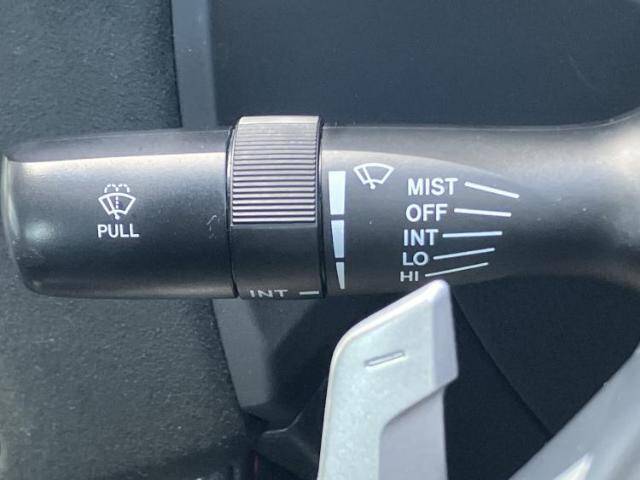 PULL
INT
MIST
OFF
INT
LO
HI